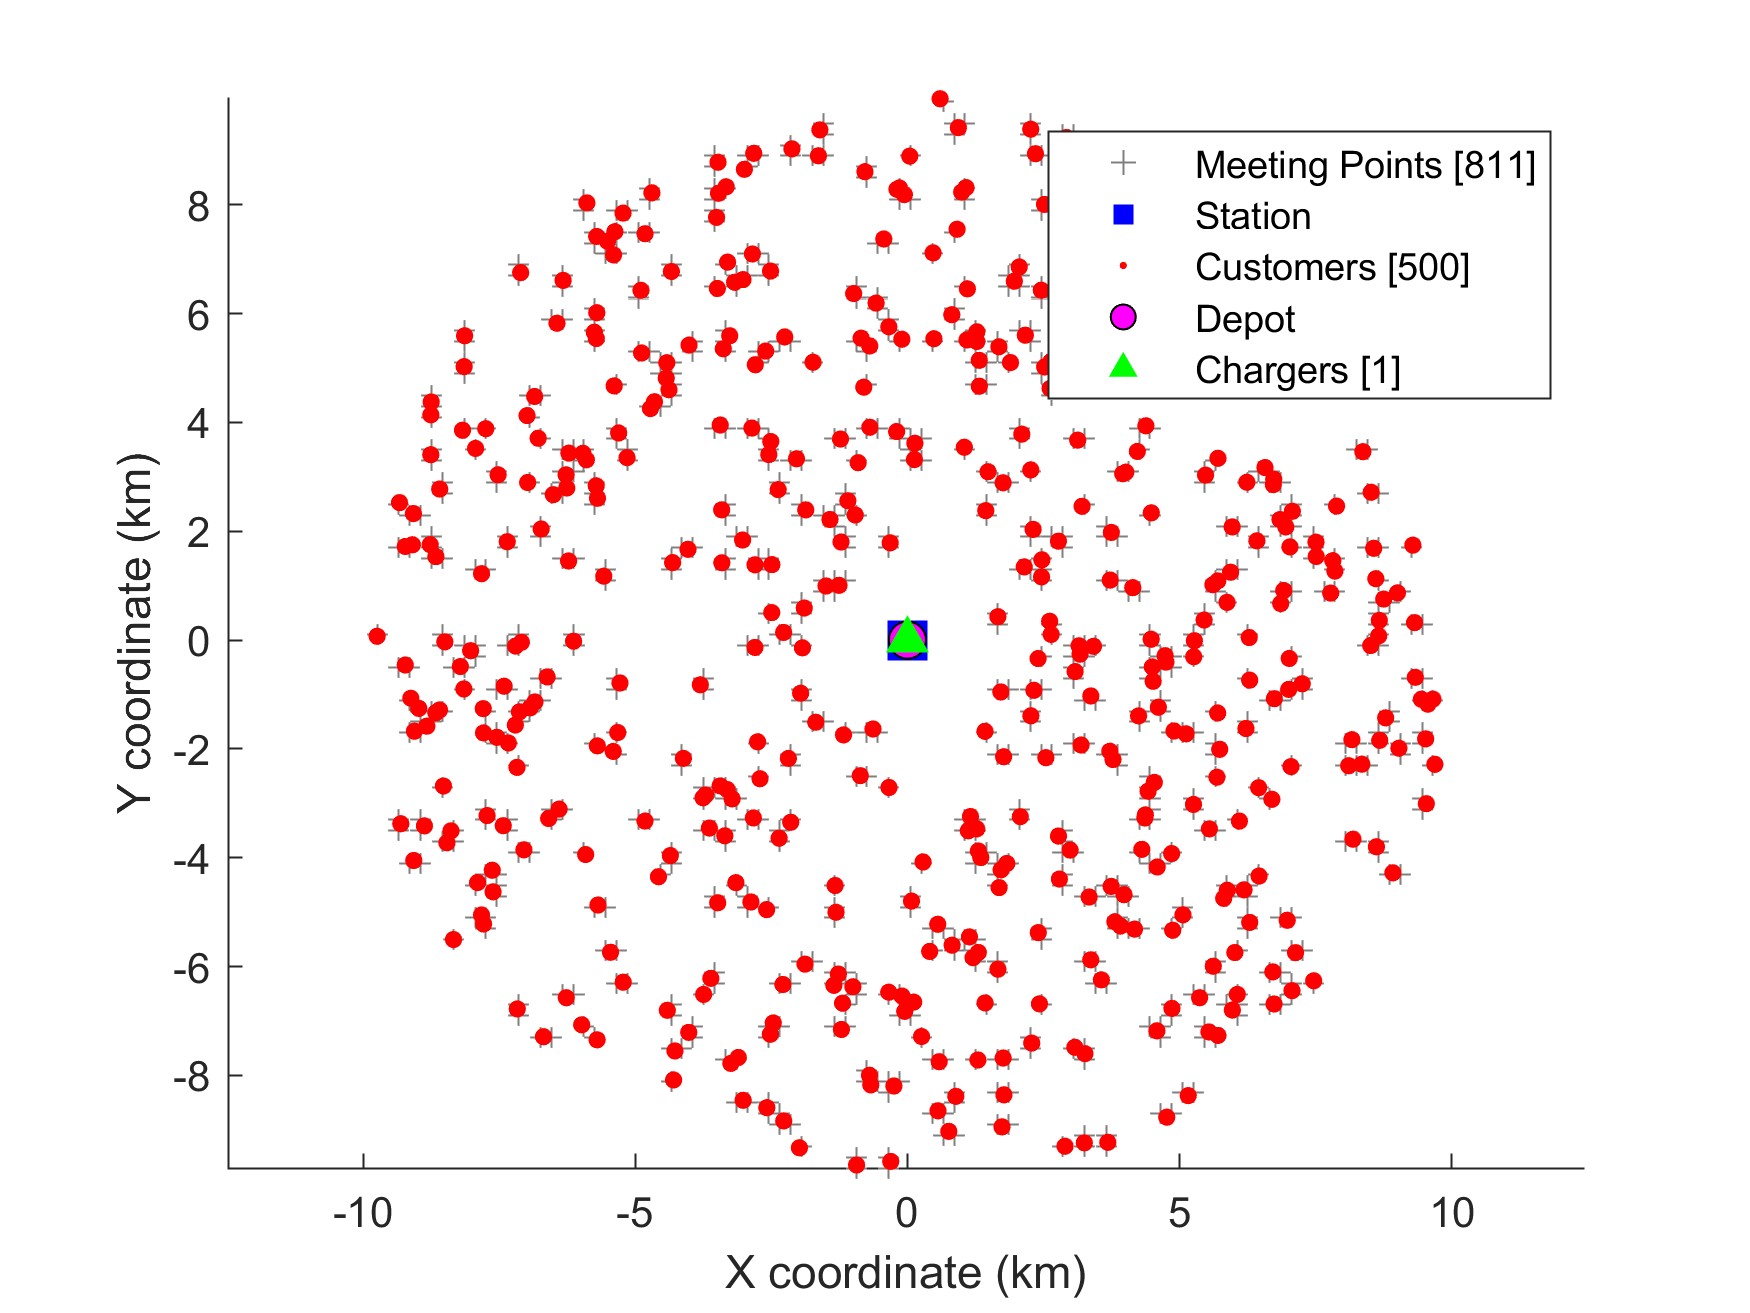 Meeting Points [811]
Station
Customers [500]
Depot
Chargers [1]
8
6
4
2
0
-2
-4
-6
-8
Y coordinate (km)
-10
-5
0
5
10
X coordinate (km)